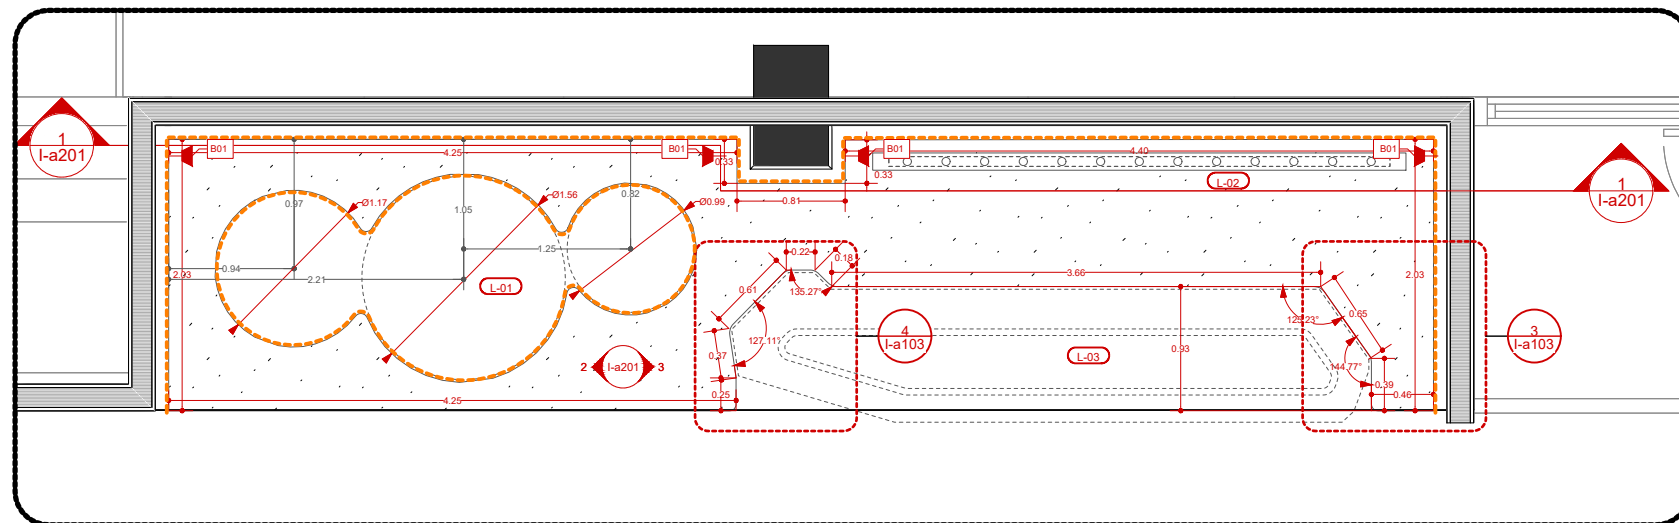 1
I-a201
B01
4.25
B01
0.33
B01
4.40
B01
0.33
L-02
1
I-a201
0.97
Ø1.17
1.05
Ø1.56
0.82
Ø0.99
0.81
1.25
0.94
2.21
2.03
L-01
0.22
0.18
135.27°
0.61
3.66
2.03
127.11°
125.23°
0.65
4
I-a103
3
I-a103
L-03
0.93
0.37
144.77°
2
I-a201
3
0.25
0.39
0.46
4.25